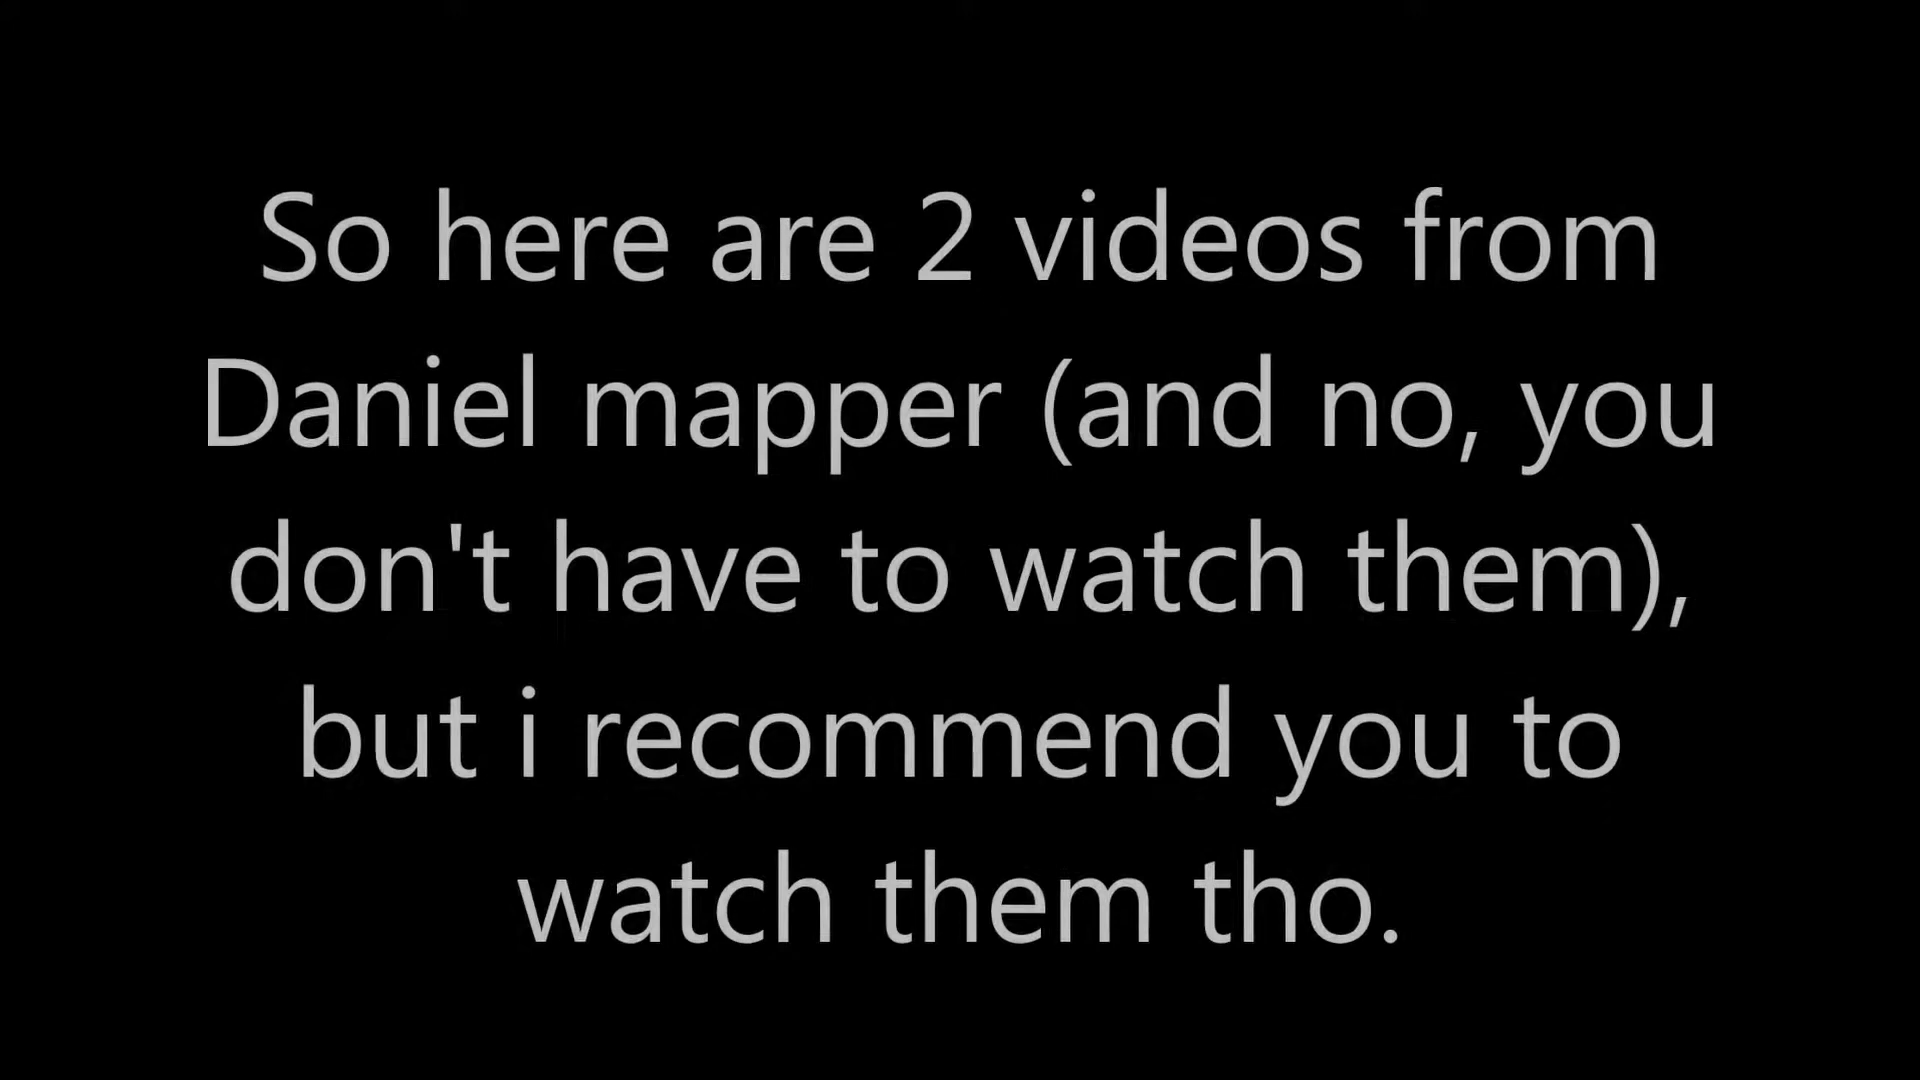 So here are 2 videos from
Daniel mapper (and no, you
don't have to watch them),
but i recommend you to
watch them tho.